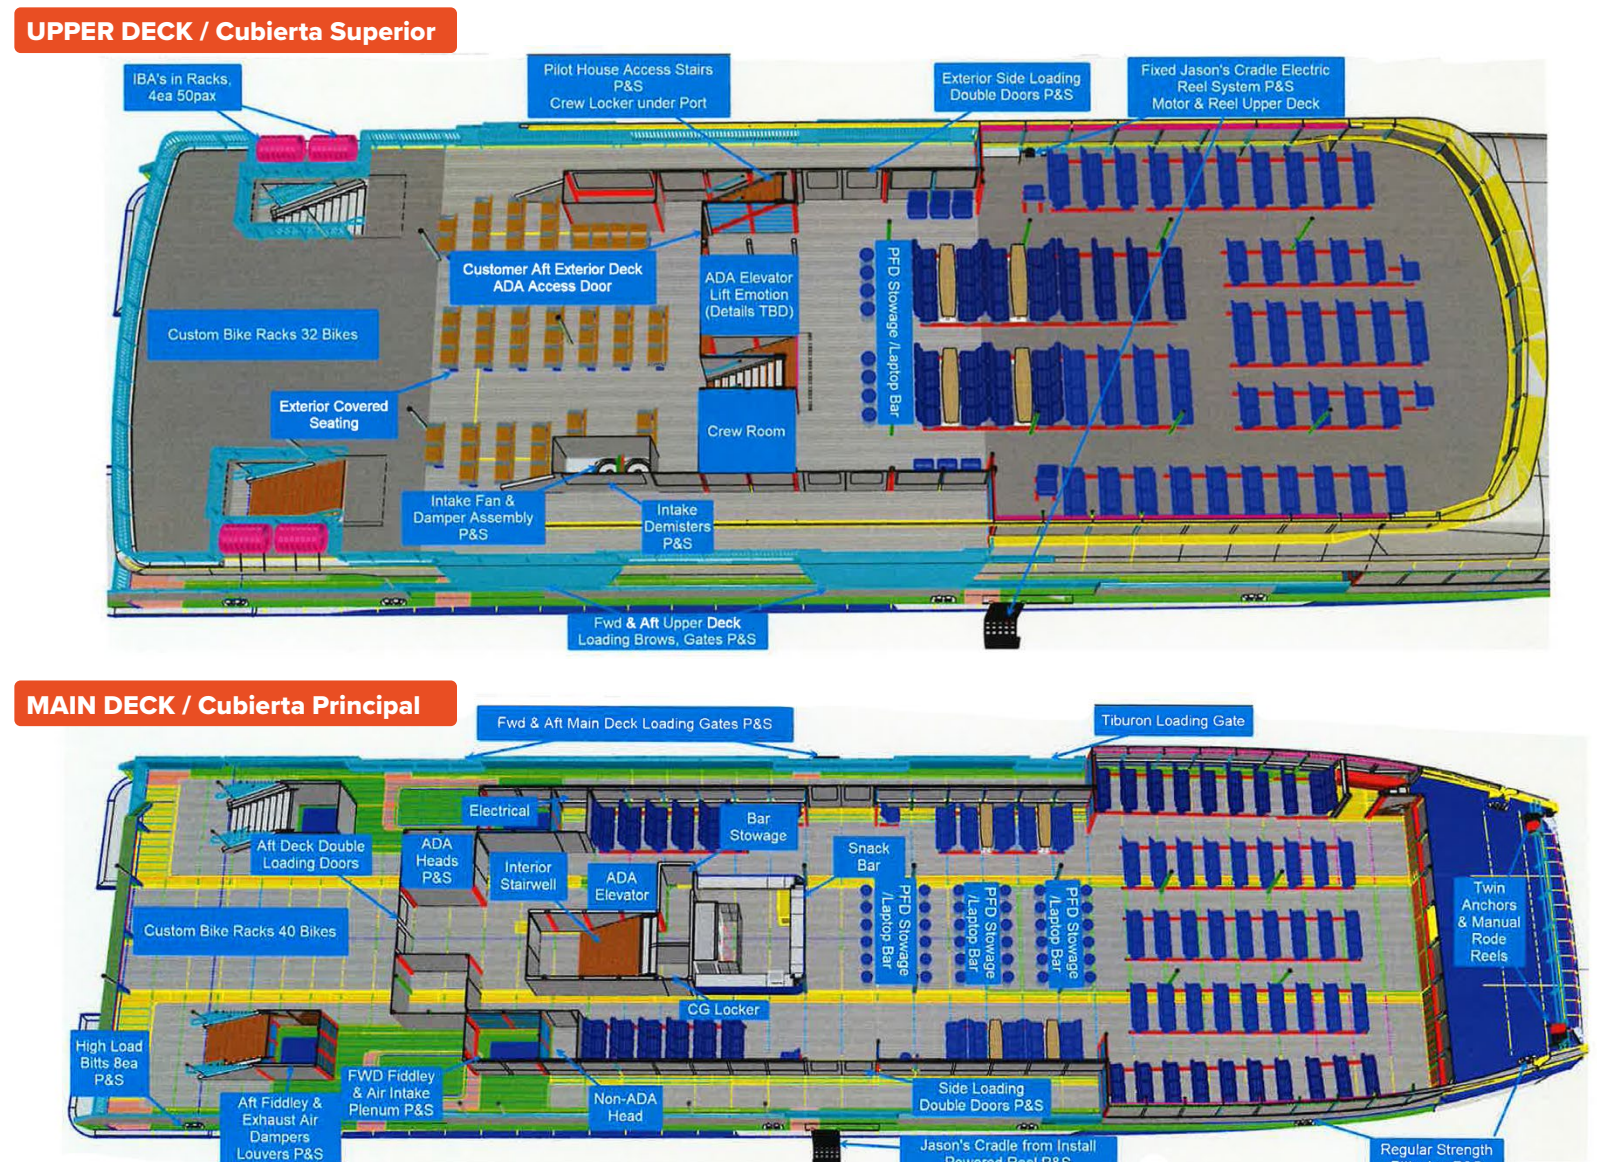 UPPER DECK / Cubierta Superior
IBA's in Racks,
4ea 50pax
Pilot House Access Stairs
P&S
Crew Locker under Port
Exterior Side Loading
Double Doors P&S
Fixed Jason's Cradle Electric
Reel System P&S
Motor & Reel Upper Deck
Customer Aft Exterior Deck
ADA Access Door
ADA Elevator
Lift Emotion
(Details TBD)
PFD Stowage /Laptop Bar
Custom Bike Racks 32 Bikes
Exterior Covered
Seating
Crew Room
Intake Fan &
Damper Assembly
P&S
Intake
Demisters
P&S
Fwd & Aft Upper Deck
Loading Brows, Gates P&S
MAIN DECK / Cubierta Principal
Fwd & Aft Main Deck Loading Gates P&S
Tiburon Loading Gate
Electrical
Bar
Stowage
Aft Deck Double
Loading Doors
ADA
Heads
P&S
Interior
Stairwell
ADA
Elevator
Snack
Bar
PFD Stowage
/Laptop Bar
PFD Stowage
/Laptop Bar
PFD Stowage
/Laptop Bar
Twin
Anchors
& Manual
Rode
Reels
Custom Bike Racks 40 Bikes
CG Locker
High Load
Bitts 8ea
P&S
Aft Fiddley &
Exhaust Air
Dampers
Louvers P&S
FWD Fiddley
& Air Intake
Plenum P&S
Non-ADA
Head
Side Loading
Double Doors P&S
Jason's Cradle from Install
Powered Reel P&S
Regular Strength